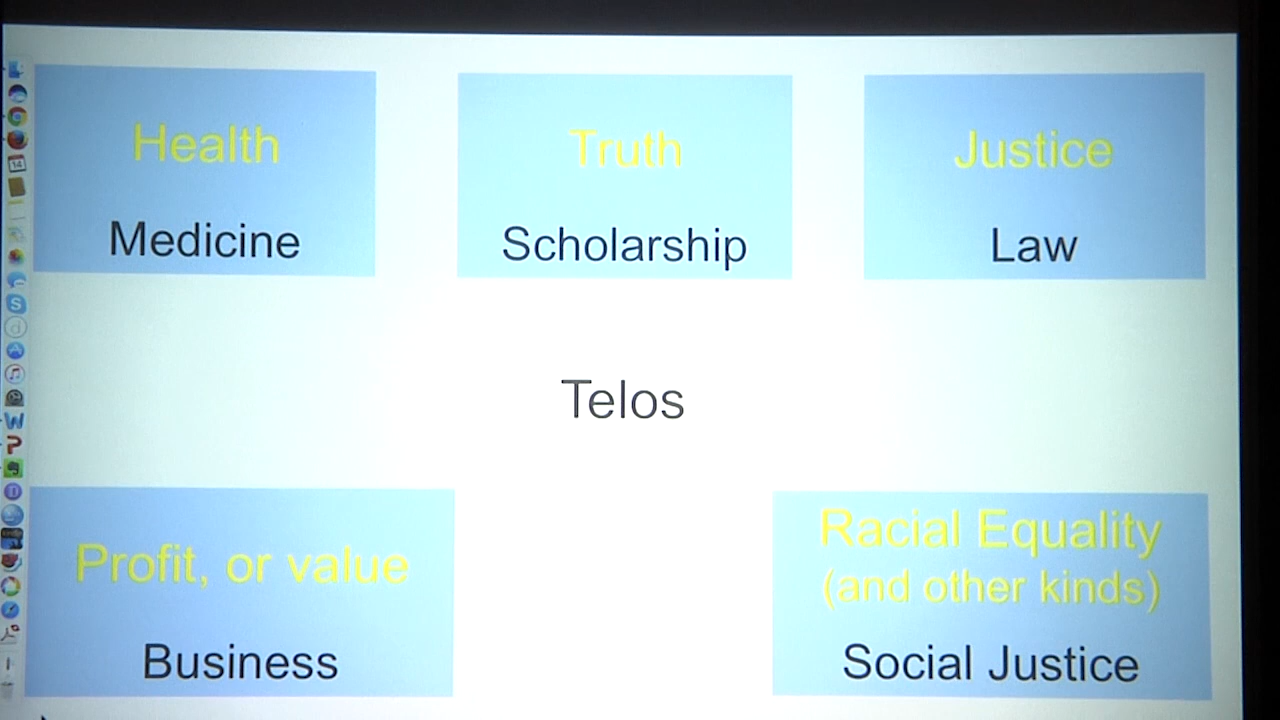 Health
Medicine
Truth
Scholarship
Justice
Law
Telos
Profit, or value
Business
Racial Equality
(and other kinds)
Social Justice